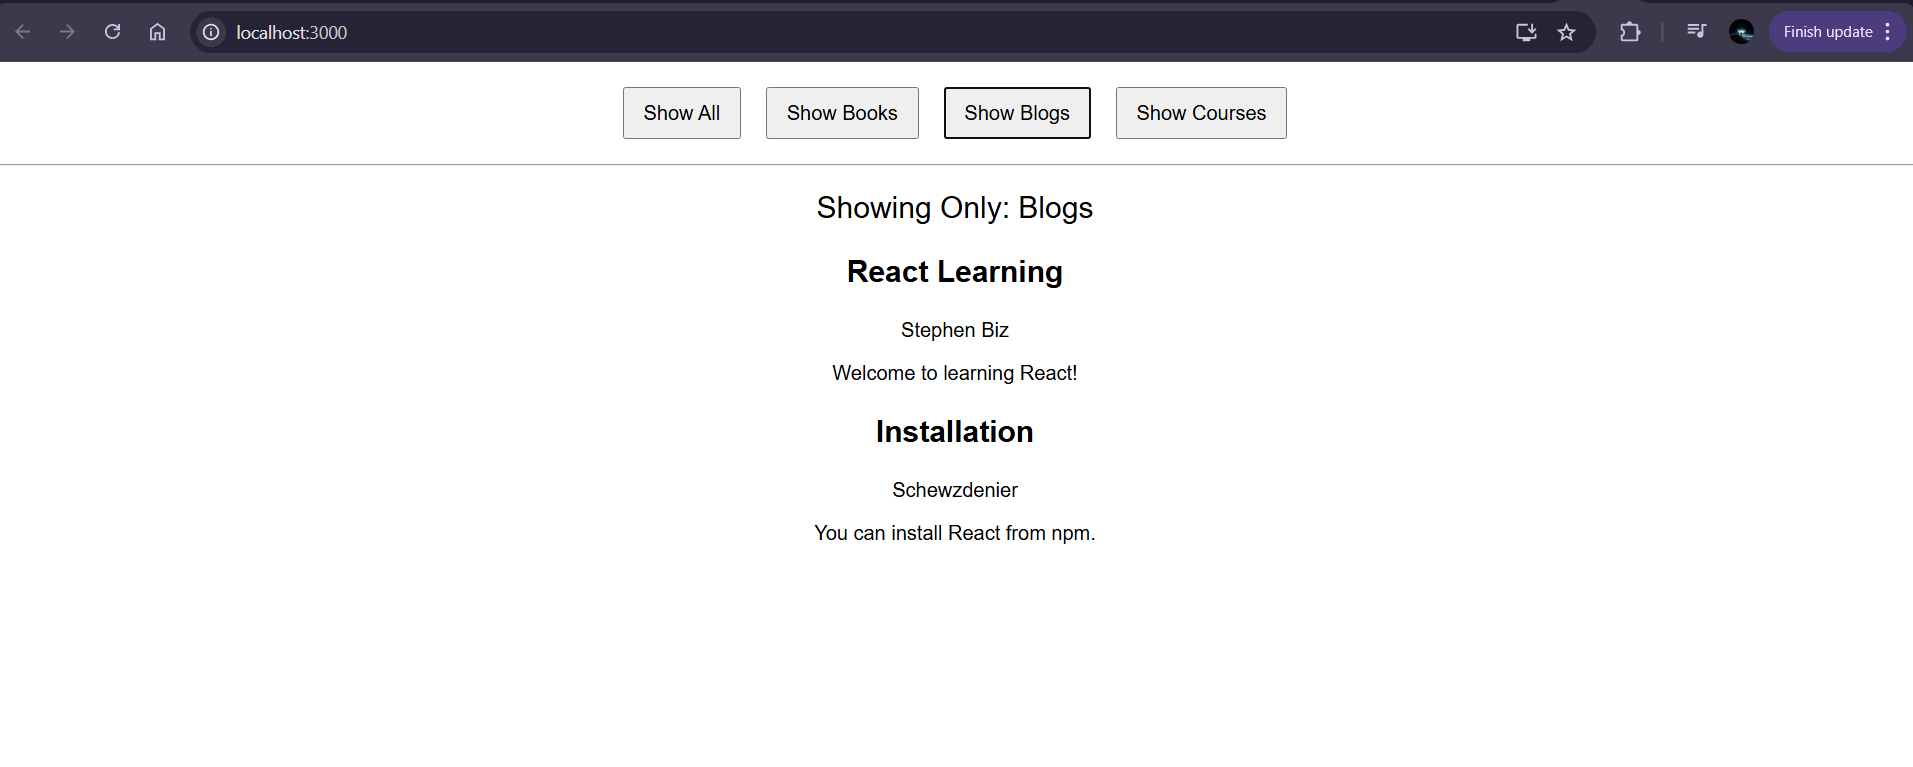 localhost:3000
Finish update
Show All Show Books Show Blogs Show Courses
Showing Only: Blogs
React Learning
Stephen Biz
Welcome to learning React!
Installation
Schewzdenier
You can install React from npm.